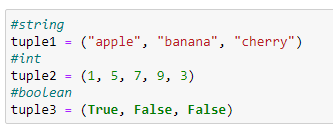 #string
tuple1 = ("apple", "banana", "cherry")
#int
tuple2 = (1, 5, 7, 9, 3)
#boolean
tuple3 = (True, False, False)